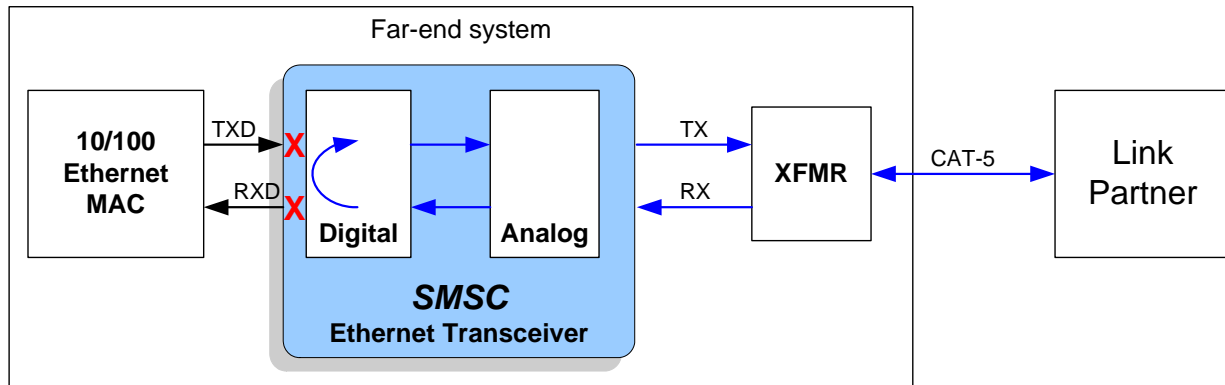 Far-end system
10/100
Ethernet
MAC
TXD
RXD
X
X
Digital
Analog
SMSC
Ethernet Transceiver
TX
RX
XFMR
CAT-5
Link
Partner